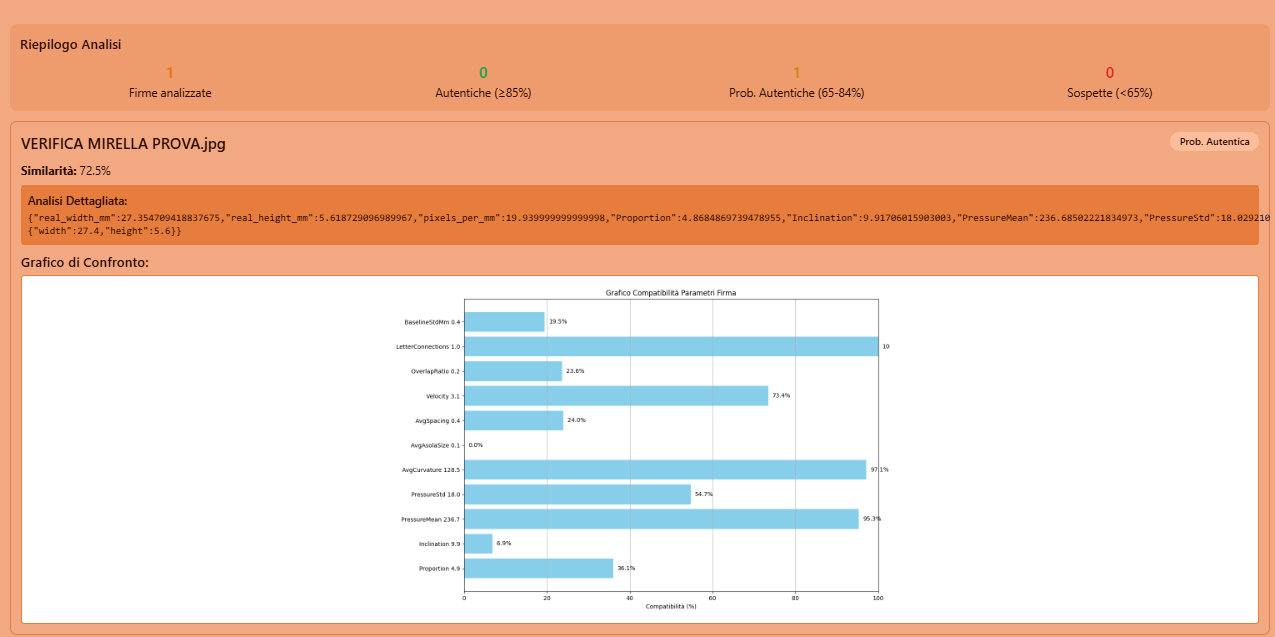 Riepilogo Analisi
1 0 1 0
Firme analizzate Autentiche (≥85%) Prob. Autentiche (65-84%) Sospette (<65%)
VERIFICA MIRELLA PROVA.jpg Prob. Autentica
Similarità: 72.5%
Analisi Dettagliata:
{"real_width_mm":27.354709418837675,"real_height_mm":5.618729096989967,"pixels_per_mm":19.939999999999998,"Proportion":4.8684869739478955,"Inclination":9.91706015903003,"PressureMean":236.68502221834973,"PressureStd":18.029210
{"width":27.4,"height":5.6}}
Grafico di Confronto:
Grafico Compatibilità Parametri Firma
BaselineStdMm 0.4 19.5%
LetterConnections 1.0 10
OverlapRatio 0.2 23.6%
Velocity 3.1 73.4%
AvgSpacing 0.4 24.0%
AvgAsolaSize 0.1 0.0%
AvgCurvature 128.5 97.1%
PressureStd 18.0 54.7%
PressureMean 236.7 95.3%
Inclination 9.9 6.9%
Proportion 4.9 36.1%
0 20 40 60 80 100
Compatibilità (%)